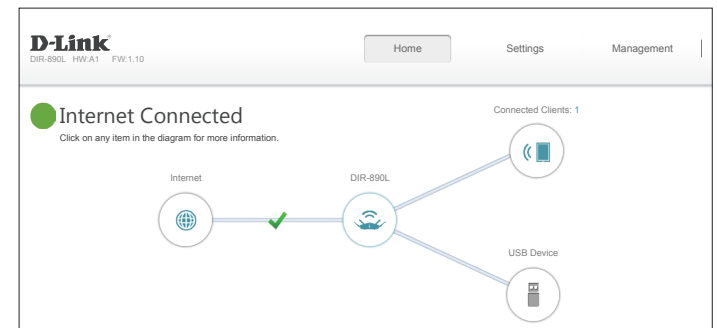 D-Link
DIR-890L HW:A1 FW:1.10
Home
Settings
Management
Internet Connected
Click on any item in the diagram for more information.
Connected Clients: 1
Internet
DIR-890L
USB Device